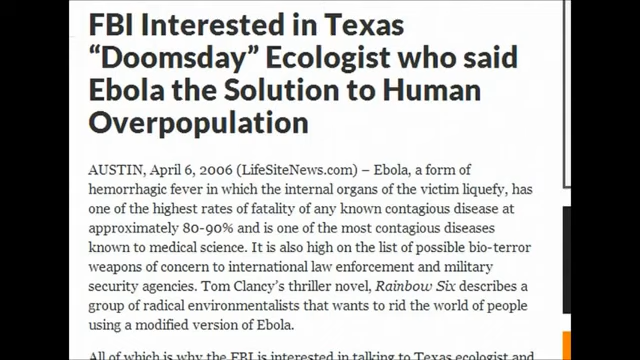 FBI Interested in Texas
“Doomsday” Ecologist who said
Ebola the Solution to Human
Overpopulation
AUSTIN, April 6, 2006 (LifeSiteNews.com) – Ebola, a form of
hemorrhagic fever in which the internal organs of the victim liquefy, has
one of the highest rates of fatality of any known contagious disease at
approximately 80-90% and is one of the most contagious diseases
known to medical science. It is also high on the list of possible bio-terror
weapons of concern to international law enforcement and military
security agencies. Tom Clancy’s thriller novel, Rainbow Six describes a
group of radical environmentalists that wants to rid the world of people
using a modified version of Ebola.
All of which is why the FBI is interested in talking to Texas ecologist and